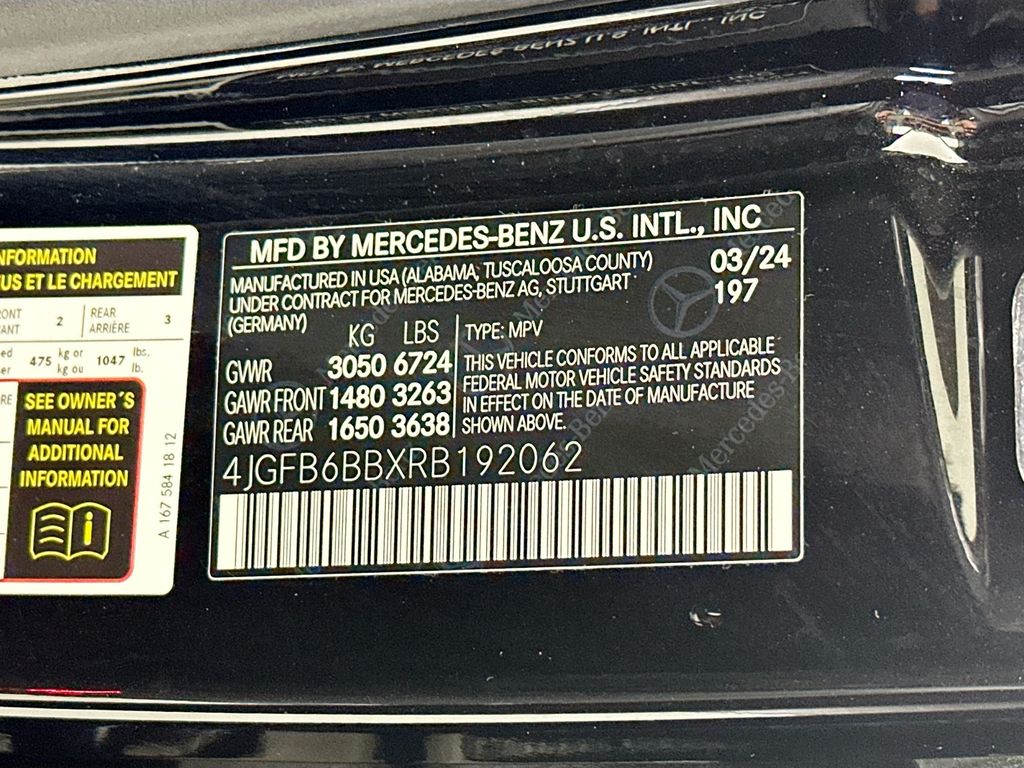 MFD BY MERCEDES-BENZ U.S. INTL., INC
MANUFACTURED IN USA (ALABAMA, TUSCALOOSA COUNTY)
UNDER CONTRACT FOR MERCEDES-BENZ AG, STUTTGART
(GERMANY)
03/24
197
KG LBS
GVWR 3050 6724
GAWR FRONT 1480 3263
GAWR REAR 1650 3638
TYPE: MPV
THIS VEHICLE CONFORMS TO ALL APPLICABLE
FEDERAL MOTOR VEHICLE SAFETY STANDARDS
IN EFFECT ON THE DATE OF MANUFACTURE
SHOWN ABOVE.
4JGFB6BBXRB192062
NFORMATION
US ET LE CHARGEMENT
2
REAR
ARRIÈRE
3
475 kg or
kg ou
1047 lbs.
lb.
SEE OWNER´S
MANUAL FOR
ADDITIONAL
INFORMATION
A 167 584 18 12